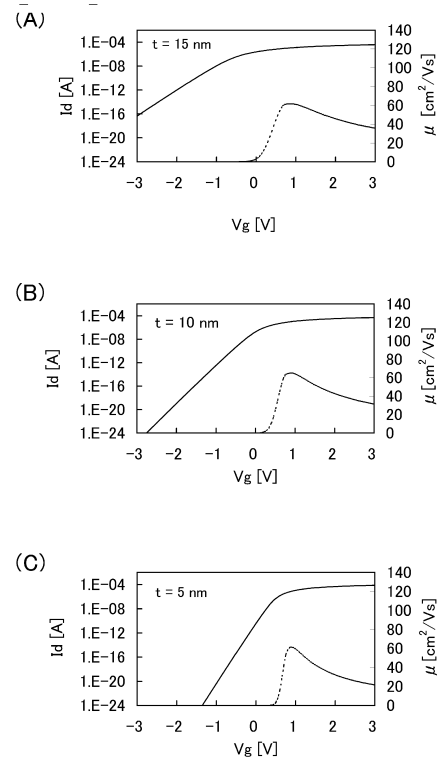 (A)
1.E−04
1.E−08
1.E−12
1.E−16
1.E−20
1.E−24
Id [A]
t = 15 nm
140
120
100
80
60
40
20
0
μ [cm²/Vs]
−3 −2 −1 0 1 2 3
Vg [V]
(B)
1.E−04
1.E−08
1.E−12
1.E−16
1.E−20
1.E−24
Id [A]
t = 10 nm
140
120
100
80
60
40
20
0
μ [cm²/Vs]
−3 −2 −1 0 1 2 3
Vg [V]
(C)
1.E−04
1.E−08
1.E−12
1.E−16
1.E−20
1.E−24
Id [A]
t = 5 nm
140
120
100
80
60
40
20
0
μ [cm²/Vs]
−3 −2 −1 0 1 2 3
Vg [V]